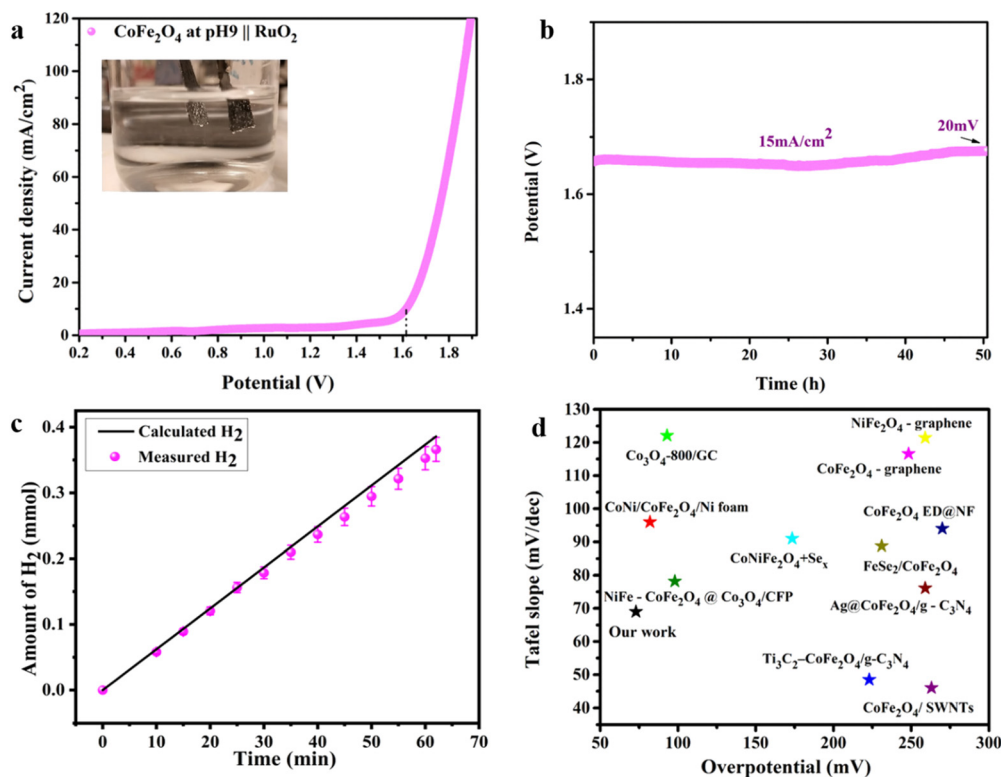 a
CoFe₂O₄ at pH9 || RuO₂
120
100
80
60
40
20
0
Current density (mA/cm²)
0.2 0.4 0.6 0.8 1.0 1.2 1.4 1.6 1.8
Potential (V)
b
1.8
1.6
1.4
Potential (V)
15mA/cm²
20mV
0 10 20 30 40 50
Time (h)
c
Calculated H₂
Measured H₂
0.4
0.3
0.2
0.1
0.0
Amount of H₂ (mmol)
0 10 20 30 40 50 60 70
Time (min)
d
130
120
110
100
90
80
70
60
50
40
Tafel slope (mV/dec)
NiFe₂O₄ - graphene
Co₃O₄-800/GC
CoFe₂O₄ - graphene
CoNi/CoFe₂O₄/Ni foam
CoFe₂O₄ ED@NF
CoNiFe₂O₄+Seₓ
FeSe₂/CoFe₂O₄
NiFe - CoFe₂O₄ @ Co₃O₄/CFP
Ag@CoFe₂O₄/g - C₃N₄
Our work
Ti₃C₂–CoFe₂O₄/g-C₃N₄
CoFe₂O₄/ SWNTs
50 100 150 200 250 300
Overpotential (mV)